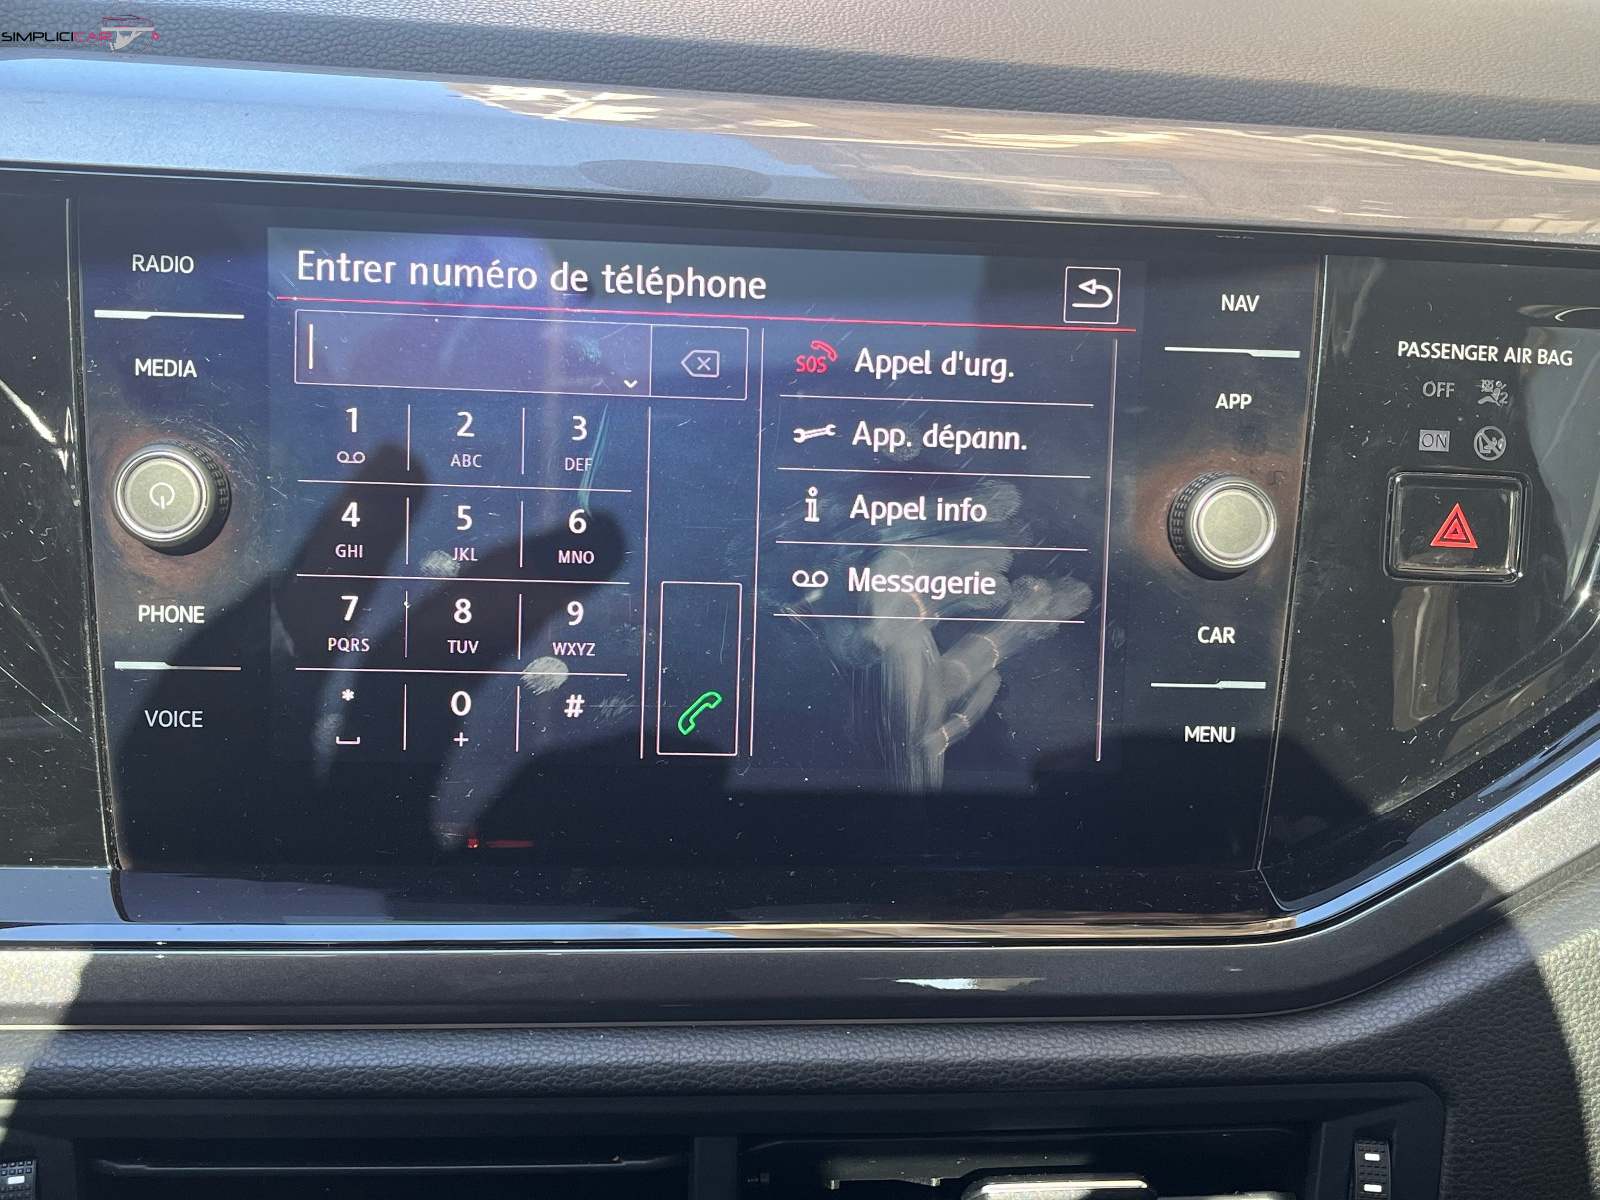 SIMPLICICAR
RADIO
MEDIA
PHONE
VOICE
Entrer numéro de téléphone
1
2 ABC
3 DEF
4 GHI
5 JKL
6 MNO
7 PQRS
8 TUV
9 WXYZ
*
0 +
#
SOS Appel d'urg.
App. dépann.
i Appel info
Messagerie
NAV
APP
CAR
MENU
PASSENGER AIR BAG
OFF
ON